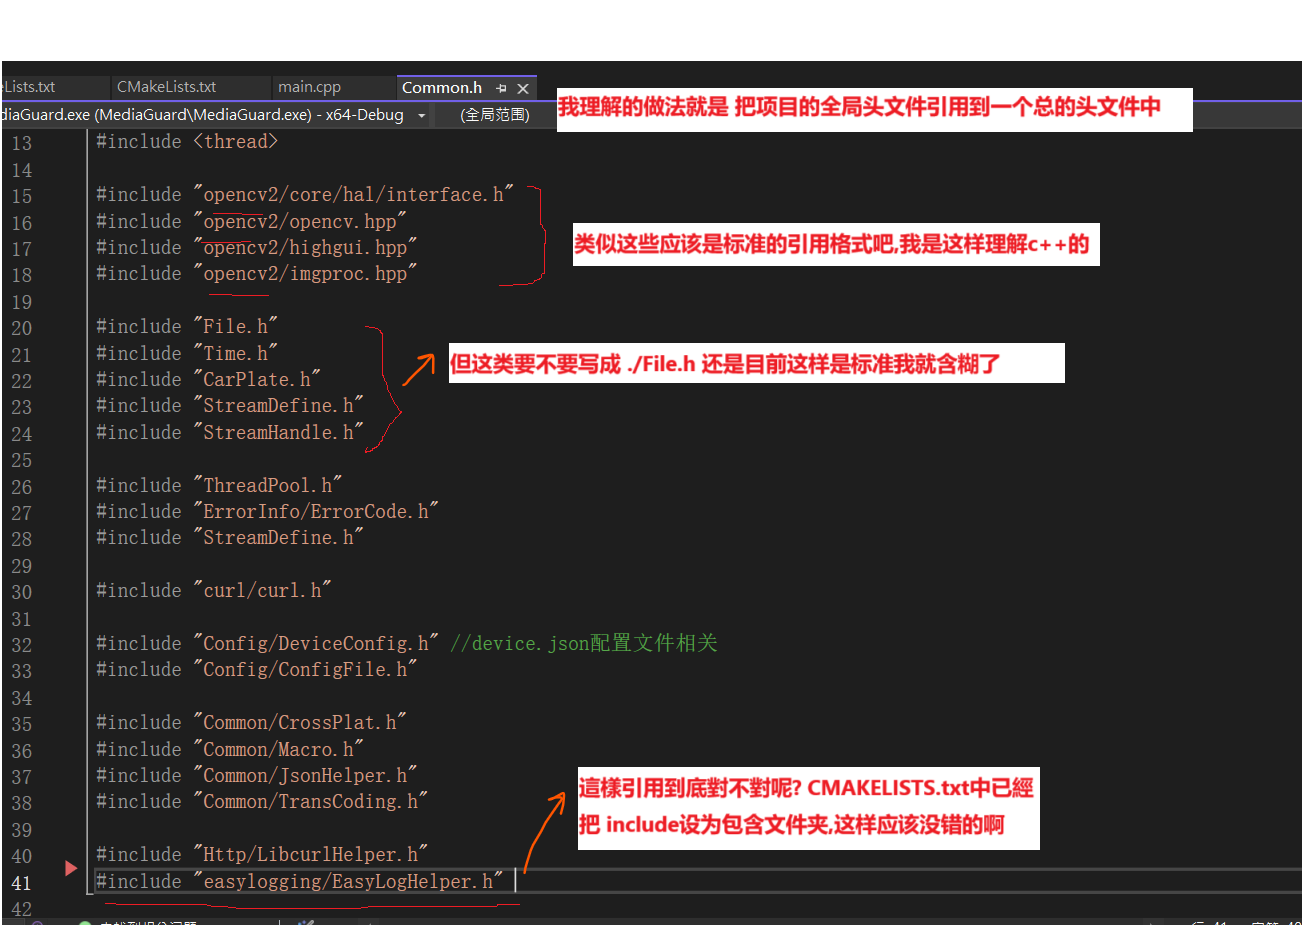 eLists.txt CMakeLists.txt main.cpp Common.h
diaGuard.exe (MediaGuard\MediaGuard.exe) - x64-Debug (全局范围)
我理解的做法就是 把项目的全局头文件引用到一个总的头文件中
13 #include <thread>
14
15 #include "opencv2/core/hal/interface.h"
16 #include "opencv2/opencv.hpp"
17 #include "opencv2/highgui.hpp"
类似这些应该是标准的引用格式吧,我是这样理解c++的
18 #include "opencv2/imgproc.hpp"
19
20 #include "File.h"
21 #include "Time.h"
但这类要不要写成 ./File.h 还是目前这样是标准我就含糊了
22 #include "CarPlate.h"
23 #include "StreamDefine.h"
24 #include "StreamHandle.h"
25
26 #include "ThreadPool.h"
27 #include "ErrorInfo/ErrorCode.h"
28 #include "StreamDefine.h"
29
30 #include "curl/curl.h"
31
32 #include "Config/DeviceConfig.h" //device.json配置文件相关
33 #include "Config/ConfigFile.h"
34
35 #include "Common/CrossPlat.h"
36 #include "Common/Macro.h"
37 #include "Common/JsonHelper.h"
38 #include "Common/TransCoding.h"
這樣引用到底對不對呢? CMAKELISTS.txt中已經
把 include设为包含文件夹,这样应该没错的啊
39
40 #include "Http/LibcurlHelper.h"
41 #include "easylogging/EasyLogHelper.h"
42